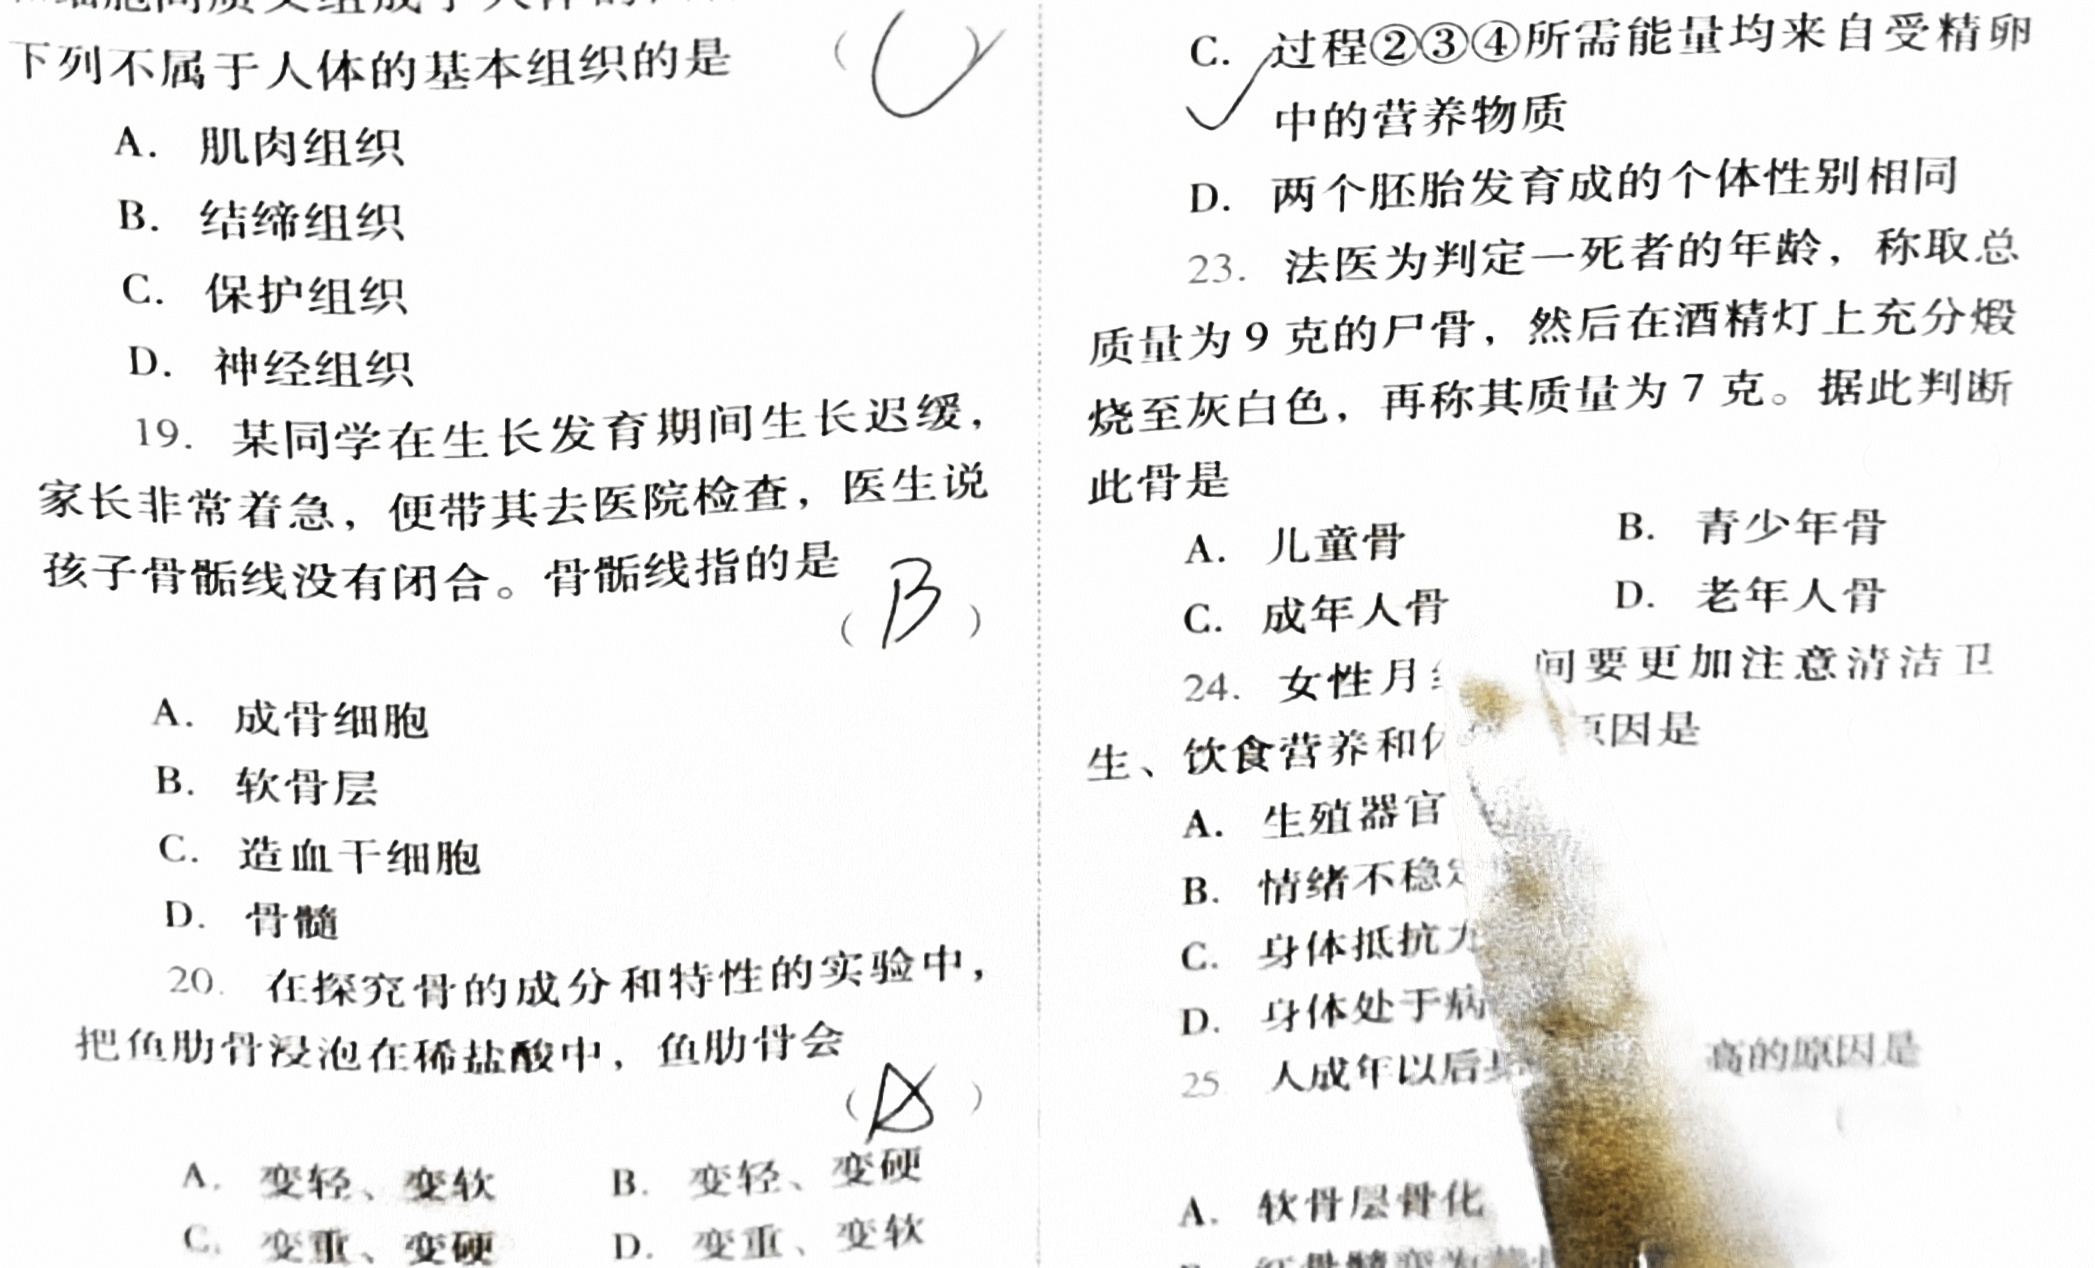 下列不属于人体的基本组织的是 （C）
A. 肌肉组织
B. 结缔组织
C. 保护组织
D. 神经组织
19. 某同学在生长发育期间生长迟缓，
家长非常着急，便带其去医院检查，医生说
孩子骨骺线没有闭合。骨骺线指的是
（B）
A. 成骨细胞
B. 软骨层
C. 造血干细胞
D. 骨髓
20. 在探究骨的成分和特性的实验中，
把鱼肋骨浸泡在稀盐酸中，鱼肋骨会
（A）
A. 变轻、变软 B. 变轻、变硬
C. 变重、变硬 D. 变重、变软
C. 过程②③④所需能量均来自受精卵
中的营养物质
D. 两个胚胎发育成的个体性别相同
23. 法医为判定一死者的年龄，称取总
质量为9克的尸骨，然后在酒精灯上充分煅
烧至灰白色，再称其质量为7克。据此判断
此骨是
A. 儿童骨 B. 青少年骨
C. 成年人骨 D. 老年人骨
24. 女性月 间要更加注意清洁卫
生、饮食营养和 原因是
A. 生殖器官
B. 情绪不稳
C. 身体抵抗
D. 身体处于病
25. 人成年以后 高的原因是
A. 软骨层骨化